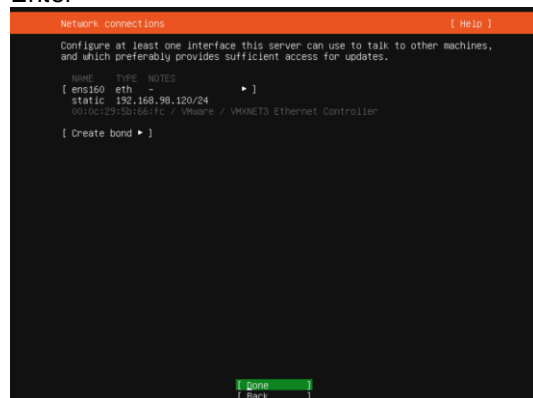 Enter
Network connections [ Help ]
Configure at least one interface this server can use to talk to other machines,
and which preferably provides sufficient access for updates.
NAME TYPE NOTES
[ ens160 eth - ▸ ]
static 192.168.98.120/24
00:0c:29:5b:66:fc / VMware / VMXNET3 Ethernet Controller
[ Create bond ▸ ]
[ Done ]
[ Back ]